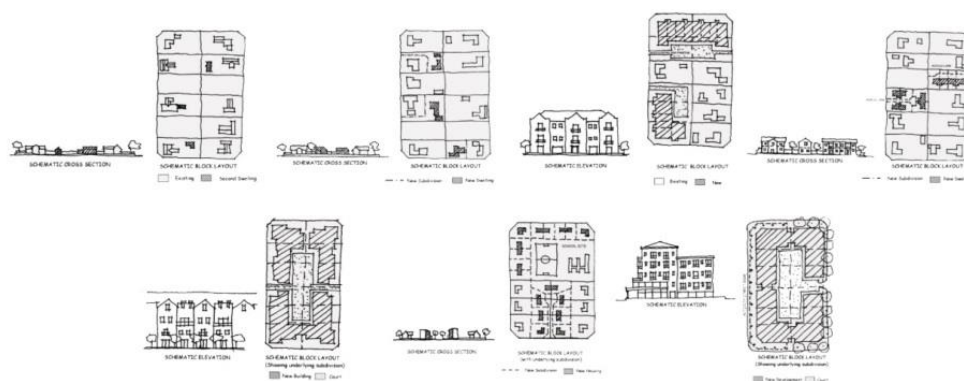 SCHEMATIC CROSS SECTION
SCHEMATIC BLOCK LAYOUT
Existing Second Dwelling
SCHEMATIC CROSS SECTION
SCHEMATIC BLOCK LAYOUT
New Subdivision New Dwelling
SCHEMATIC ELEVATION
SCHEMATIC BLOCK LAYOUT
Existing New
SCHEMATIC CROSS SECTION
SCHEMATIC BLOCK LAYOUT
New Subdivision
SCHEMATIC ELEVATION
SCHEMATIC BLOCK LAYOUT
(Showing underlying subdivision)
New Building Court
SCHEMATIC CROSS SECTION
SCHEMATIC BLOCK LAYOUT
New Subdivision New Housing
SCHEMATIC ELEVATION
SCHEMATIC BLOCK LAYOUT
(Showing underlying subdivision)
New Development Court